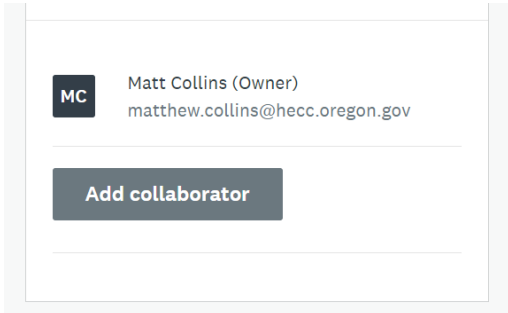 MC
Matt Collins (Owner)
matthew.collins@hecc.oregon.gov
Add collaborator